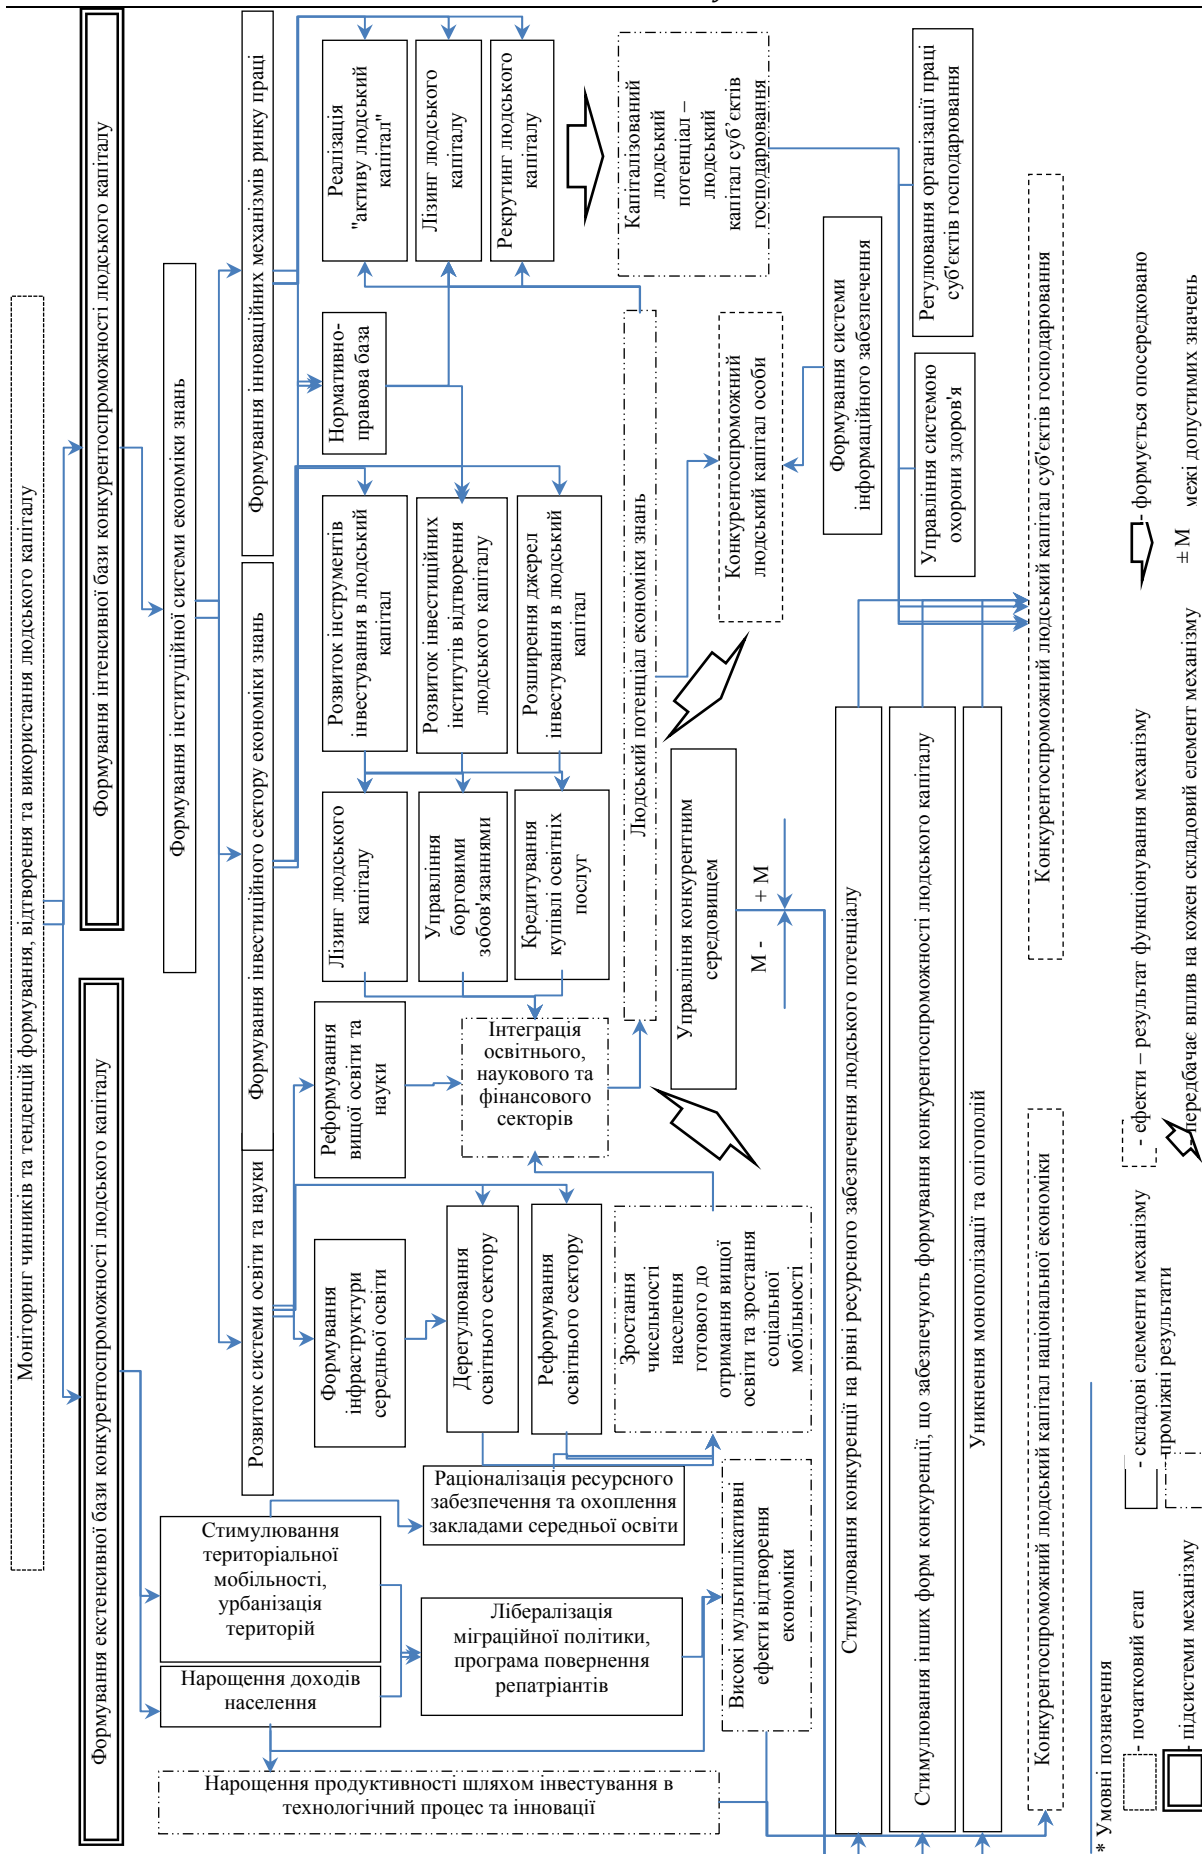 Моніторинг чинників та тенденцій формування, відтворення та використання людського капіталу
Формування екстенсивної бази конкурентоспроможності людського капіталу
Формування інтенсивної бази конкурентоспроможності людського капіталу
Формування інституційної системи економіки знань
Розвиток системи освіти та науки
Формування інвестиційного сектору економіки знань
Формування інноваційних механізмів ринку праці
Стимулювання
територіальної
мобільності,
урбанізація
територій
Нарощення доходів
населення
Нарощення продуктивності шляхом інвестування в
технологічний процес та інновації
Раціоналізація ресурсного
забезпечення та охоплення
закладами середньої освіти
Лібералізація
міграційної політики,
програма повернення
репатріантів
Високі мультиплікативні
ефекти відтворення
економіки
Формування
інфраструктури
середньої освіти
Дерегулювання
освітнього сектору
Реформування
освітнього сектору
Зростання
чисельності
населення
готового до
отримання вищої
освіти та зростання
соціальної
мобільності
Реформування
вищої освіти та
науки
Інтеграція
освітнього,
наукового та
фінансового
секторів
Лізинг людського
капіталу
Управління
борговими
зобов'язаннями
Кредитування
купівлі освітніх
послуг
Розвиток інструментів
інвестування в людський
капітал
Розвиток інвестиційних
інститутів відтворення
людського капіталу
Розширення джерел
інвестування в людський
капітал
Нормативно-
правова база
Реалізація
"активу людський
капітал"
Лізинг людського
капіталу
Рекрутинг людського
капіталу
Людський потенціал економіки знань
Капіталізований
людський
потенціал –
людський
капітал суб’єктів
господарювання
Управління конкурентним
середовищем
М - + М
Конкурентоспроможний
людський капітал особи
Формування системи
інформаційного забезпечення
Управління системою
охорони здоров'я
Регулювання організації праці
суб'єктів господарювання
Стимулювання конкуренції на рівні ресурсного забезпечення людського потенціалу
Стимулювання інших форм конкуренції, що забезпечують формування конкурентоспроможності людського капіталу
Уникнення монополізації та олігополій
Конкурентоспроможний людський капітал національної економіки
Конкурентоспроможний людський капітал суб'єктів господарювання
* Умовні позначення
- початковий етап
- складові елементи механізму
- ефекти – результат функціонування механізму
- формується опосередковано
- підсистеми механізму
проміжні результати
- передбачає вплив на кожен складовий елемент механізму
± М
межі допустимих значень